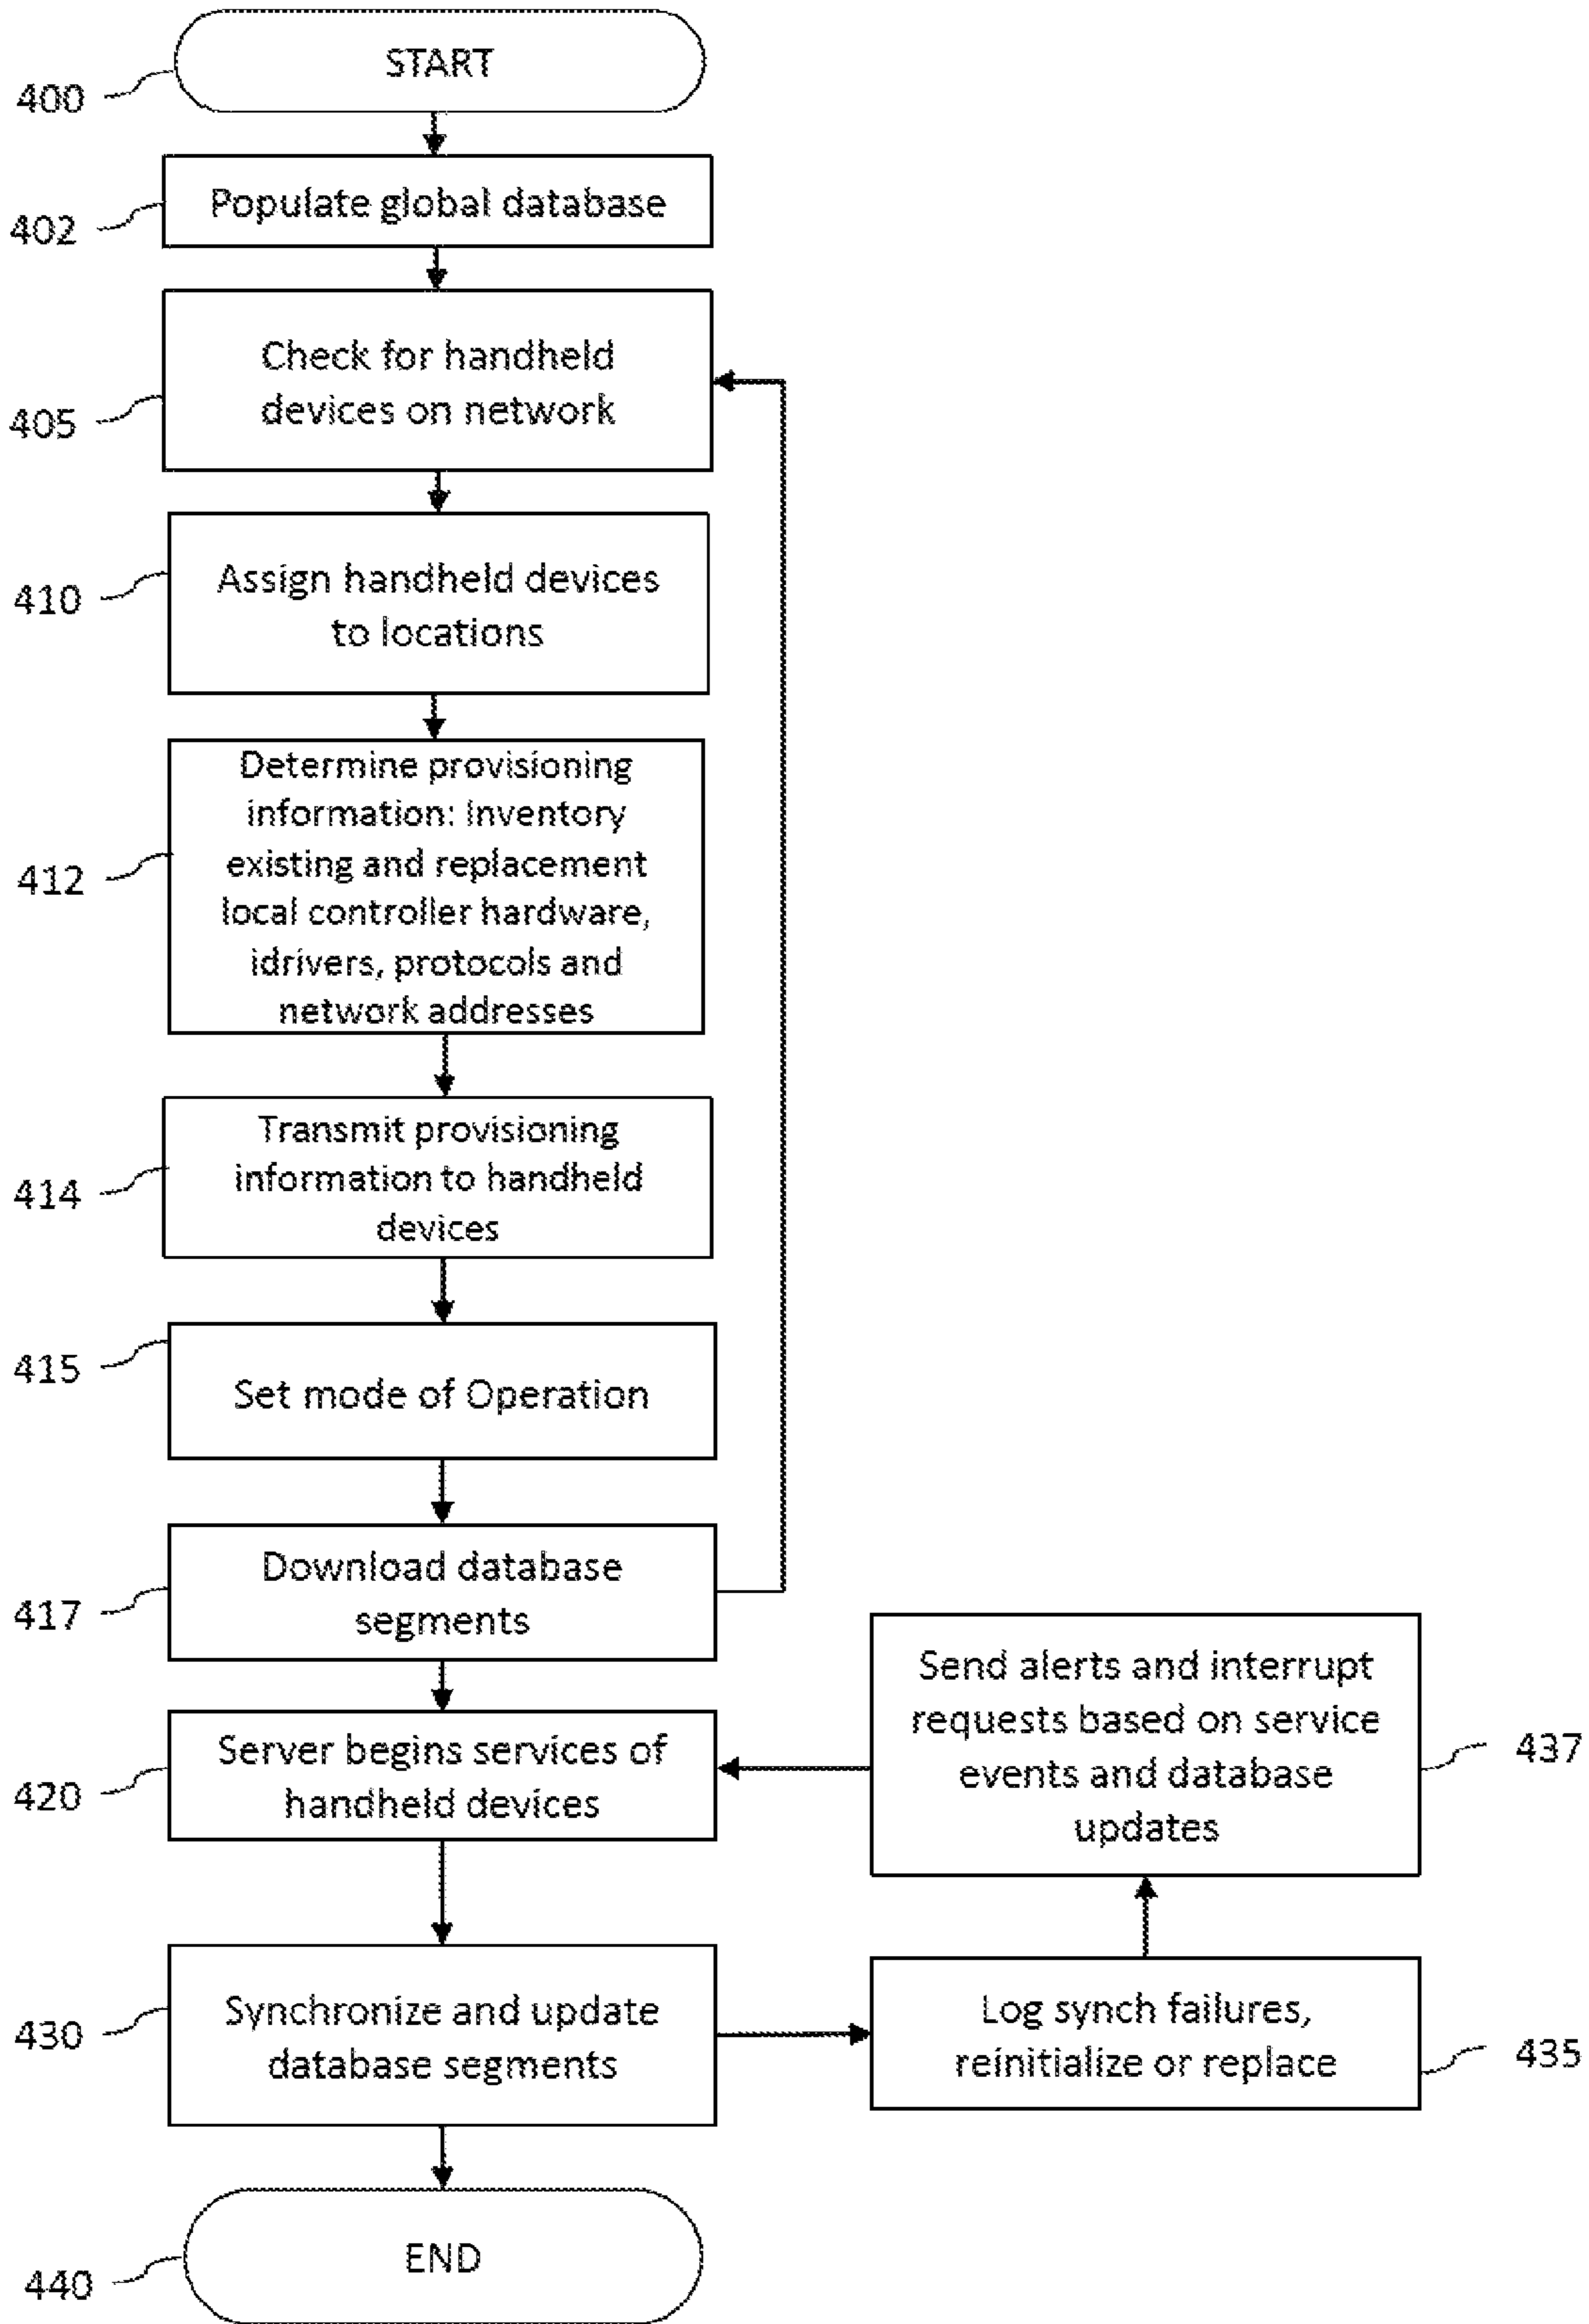 START
400
Populate global database
402
Check for handheld
devices on network
405
Assign handheld devices
to locations
410
Determine provisioning
information: Inventory
existing and replacement
local controller hardware,
idrivers, protocols and
network addresses
412
Transmit provisioning
information to handheld
devices
414
Set mode of Operation
415
Download database
segments
417
Server begins services of
handheld devices
420
Synchronize and update
database segments
430
Log synch failures,
reinitialize or replace
435
Send alerts and interrupt
requests based on service
events and database
updates
437
END
440